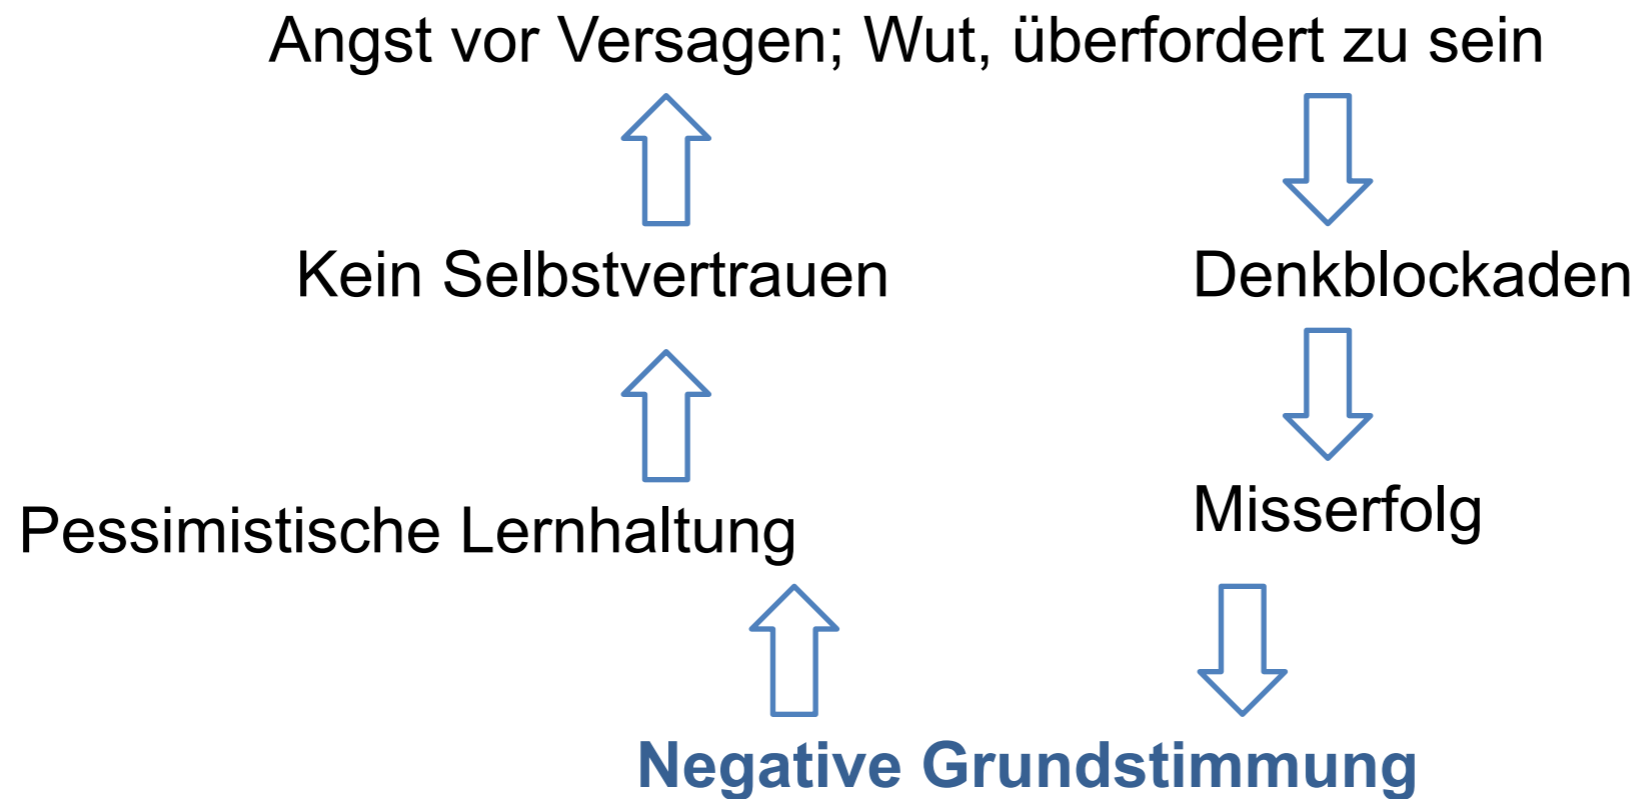 Angst vor Versagen; Wut, überfordert zu sein
Kein Selbstvertrauen
Denkblockaden
Pessimistische Lernhaltung
Misserfolg
Negative Grundstimmung